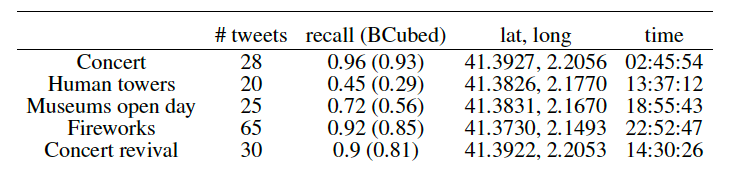 # tweets recall (BCubed) lat, long time
Concert 28 0.96 (0.93) 41.3927, 2.2056 02:45:54
Human towers 20 0.45 (0.29) 41.3826, 2.1770 13:37:12
Museums open day 25 0.72 (0.56) 41.3831, 2.1670 18:55:43
Fireworks 65 0.92 (0.85) 41.3730, 2.1493 22:52:47
Concert revival 30 0.9 (0.81) 41.3922, 2.2053 14:30:26